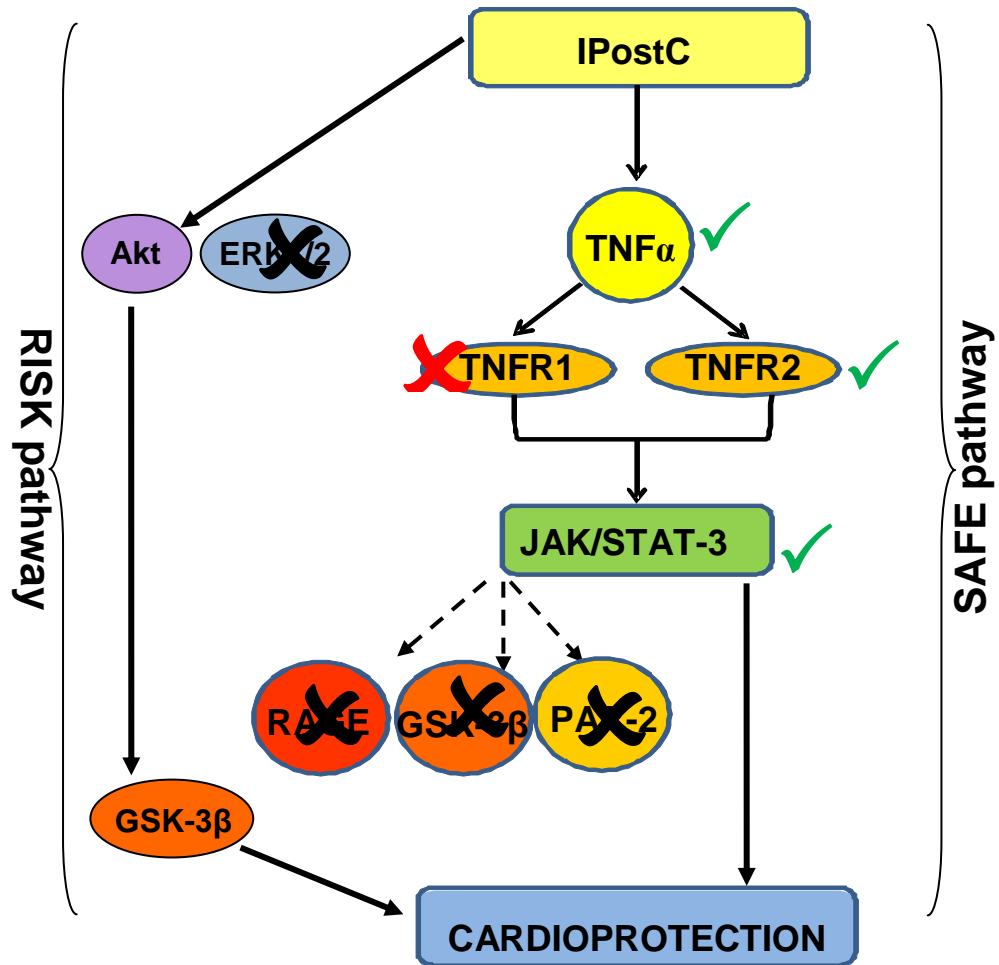 IPostC
TNFα
Akt
TNFR1
TNFR2
RISK pathway
SAFE pathway
JAK/STAT-3
GSK-3β
CARDIOPROTECTION